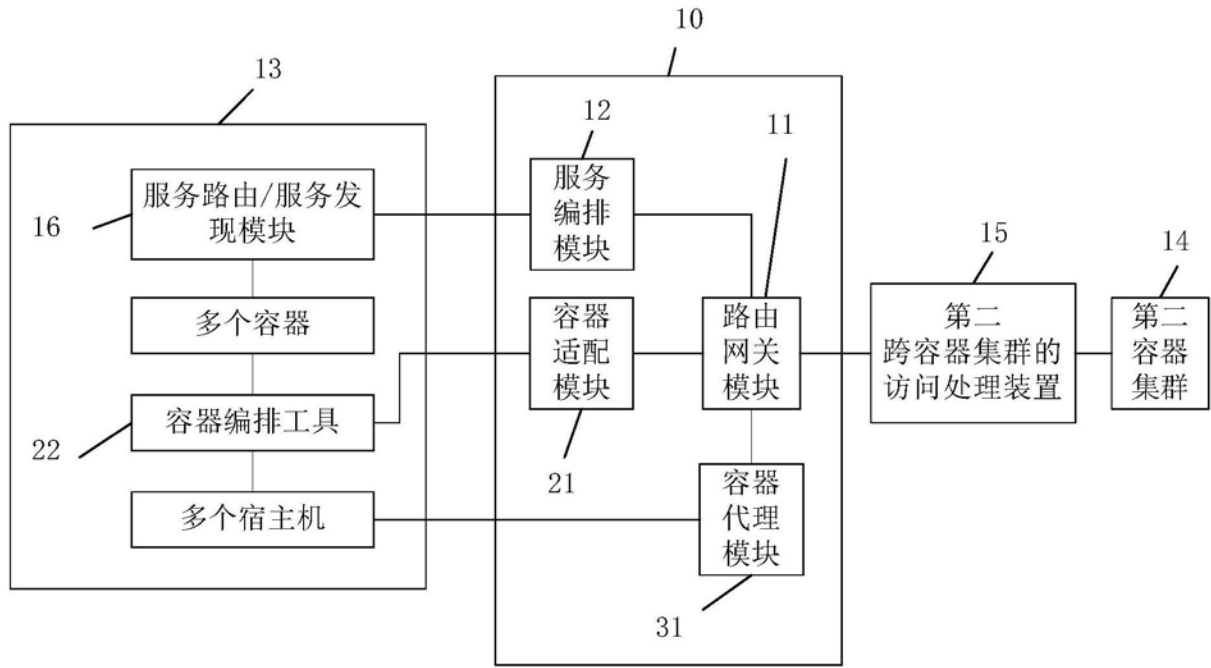 10
13
12
11
服务路由/服务发
现模块
16
服务
编排
模块
15
14
多个容器
容器
适配
模块
路由
网关
模块
第二
跨容器集群的
访问处理装置
第二
容器
集群
容器编排工具
22
21
多个宿主机
容器
代理
模块
31